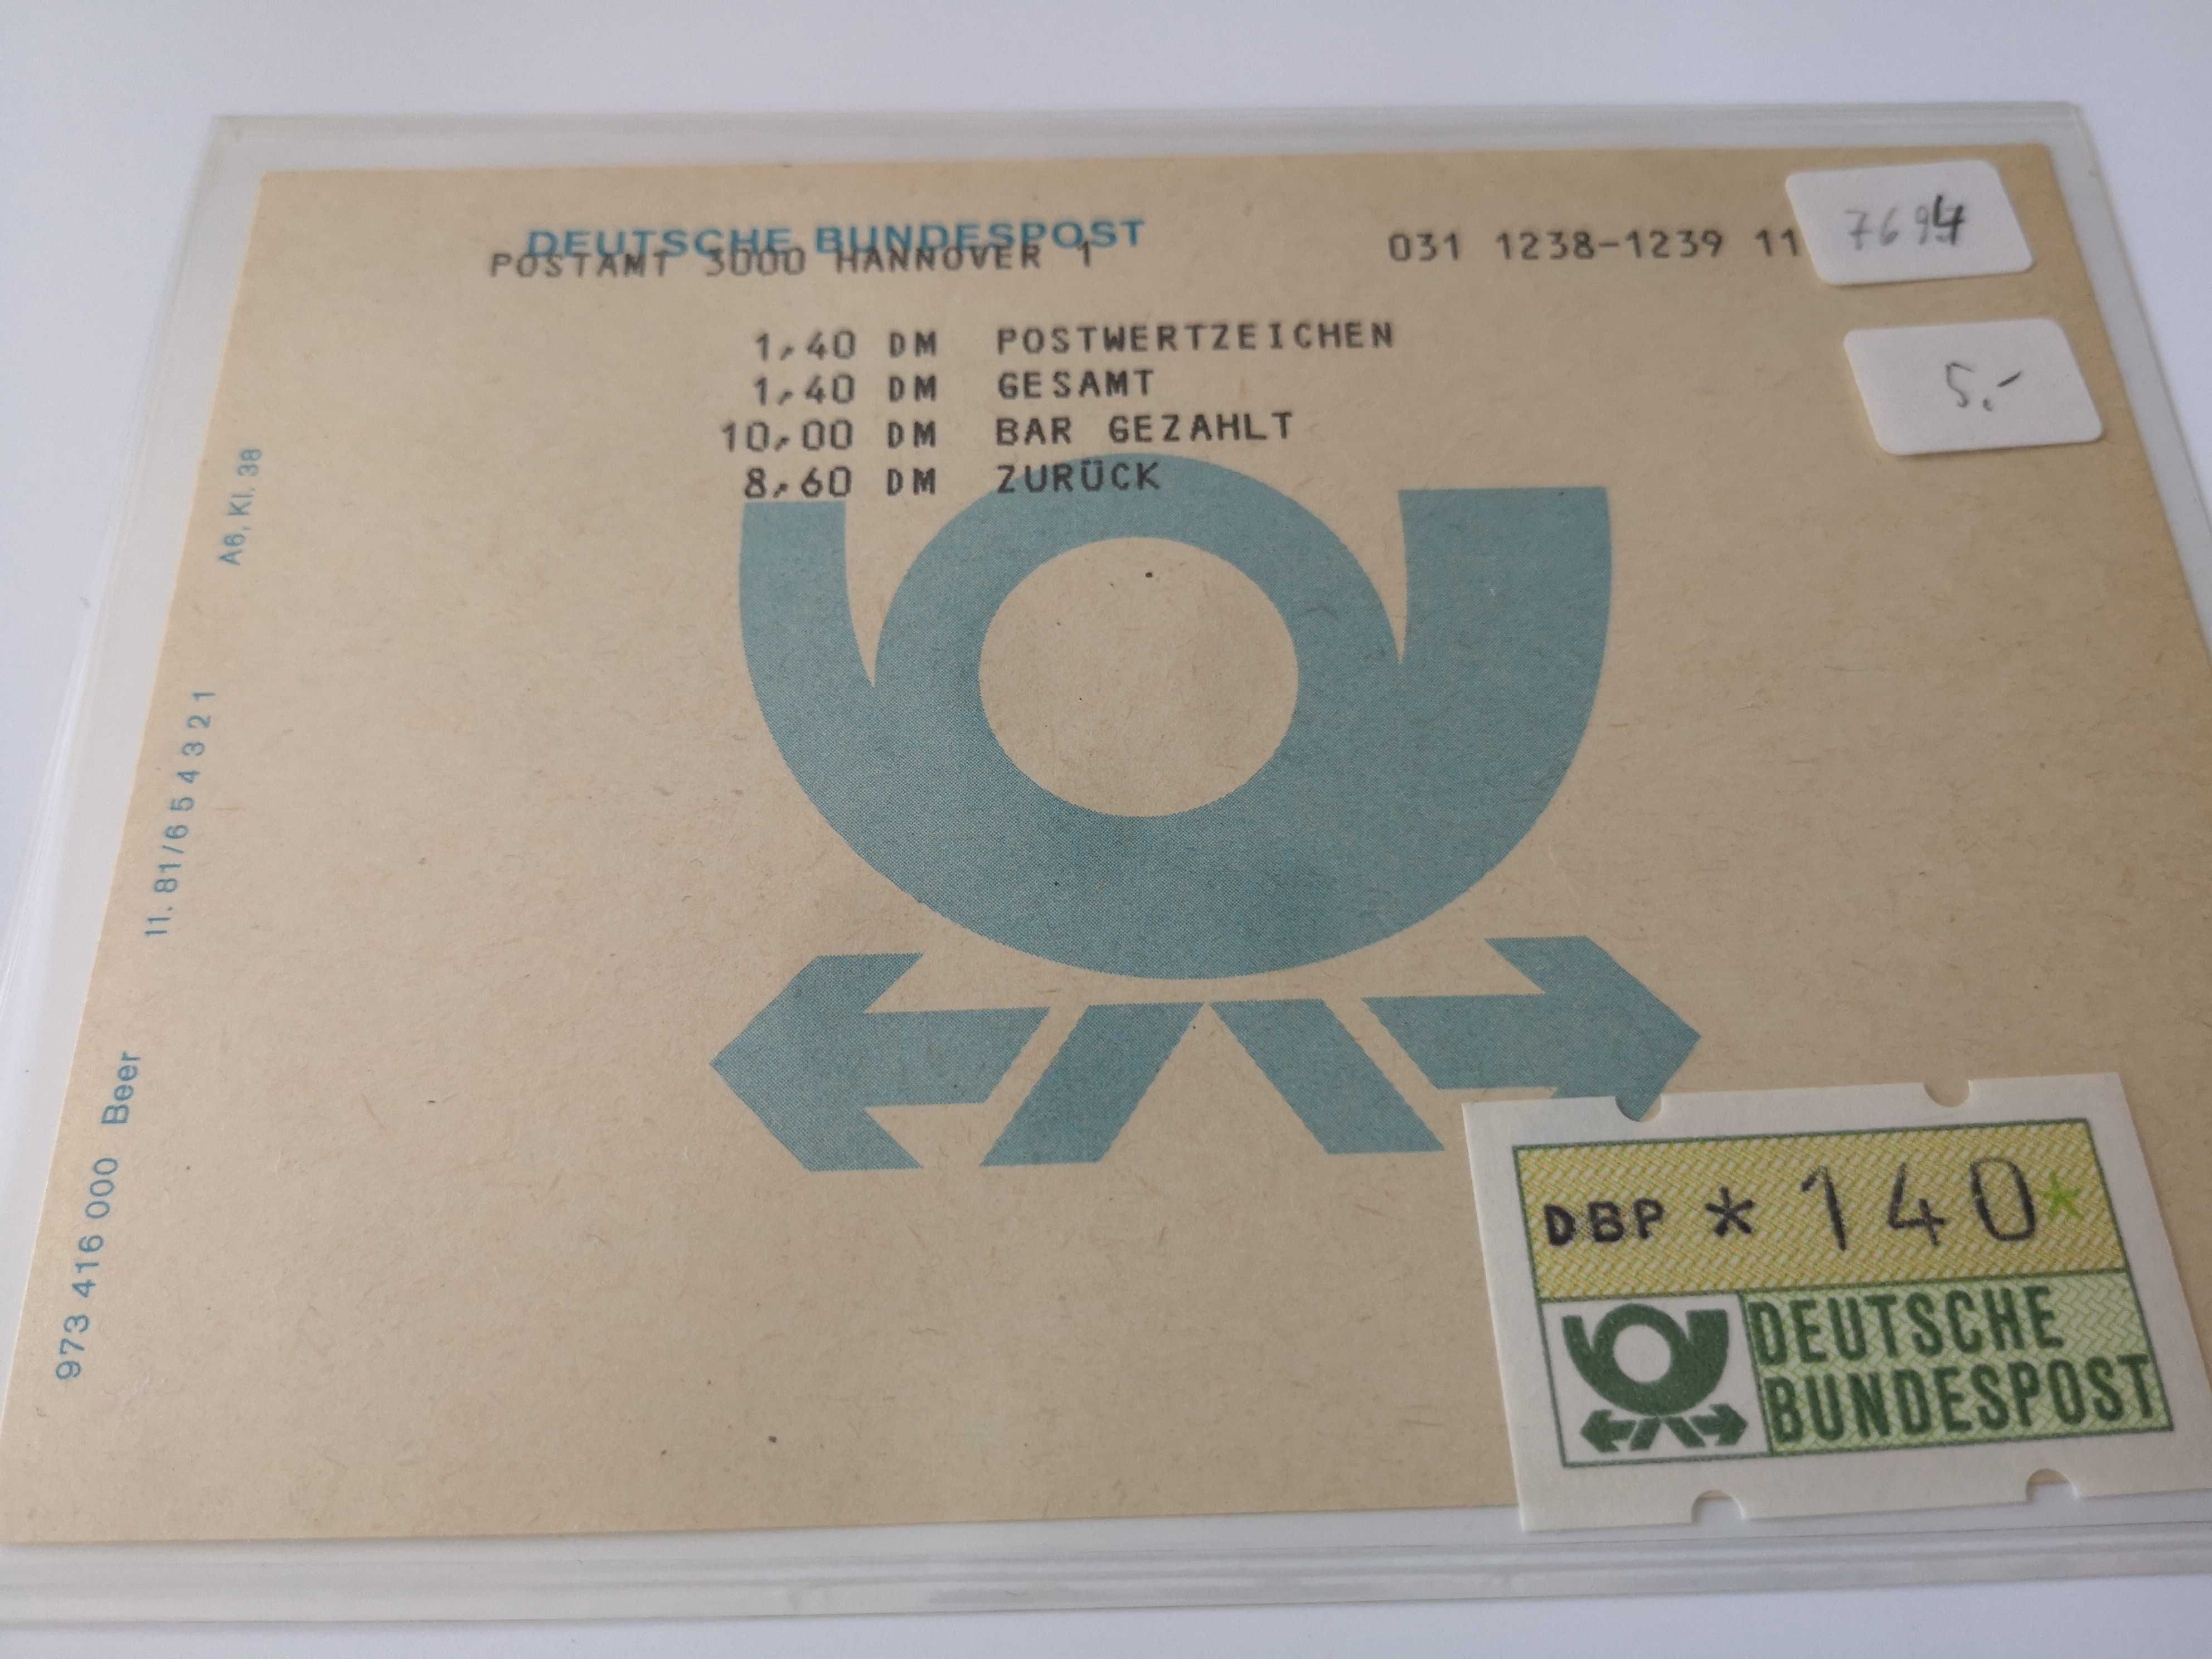 DEUTSCHE BUNDESPOST
POSTAMT 3000 HANNOVER 1
031 1238-1239 11
7694
1,40 DM POSTWERTZEICHEN
1,40 DM GESAMT
10,00 DM BAR GEZAHLT
8,60 DM ZURÜCK
5.-
A6, Kl. 38
11. 81/6 5 4 3 2 1
973 416 000 Beer
DBP * 140*
DEUTSCHE
BUNDESPOST